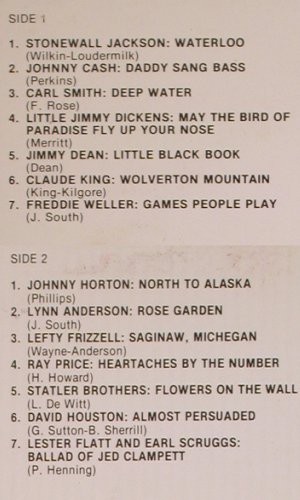 SIDE 1
1. STONEWALL JACKSON: WATERLOO
(Wilkin-Loudermilk)
2. JOHNNY CASH: DADDY SANG BASS
(Perkins)
3. CARL SMITH: DEEP WATER
(F. Rose)
4. LITTLE JIMMY DICKENS: MAY THE BIRD OF
PARADISE FLY UP YOUR NOSE
(Merritt)
5. JIMMY DEAN: LITTLE BLACK BOOK
(Dean)
6. CLAUDE KING: WOLVERTON MOUNTAIN
(King-Kilgore)
7. FREDDIE WELLER: GAMES PEOPLE PLAY
(J. South)
SIDE 2
1. JOHNNY HORTON: NORTH TO ALASKA
(Phillips)
2. LYNN ANDERSON: ROSE GARDEN
(J. South)
3. LEFTY FRIZZELL: SAGINAW, MICHEGAN
(Wayne-Anderson)
4. RAY PRICE: HEARTACHES BY THE NUMBER
(H. Howard)
5. STATLER BROTHERS: FLOWERS ON THE WALL
(L. De Witt)
6. DAVID HOUSTON: ALMOST PERSUADED
(G. Sutton-B. Sherrill)
7. LESTER FLATT AND EARL SCRUGGS:
BALLAD OF JED CLAMPETT
(P. Henning)